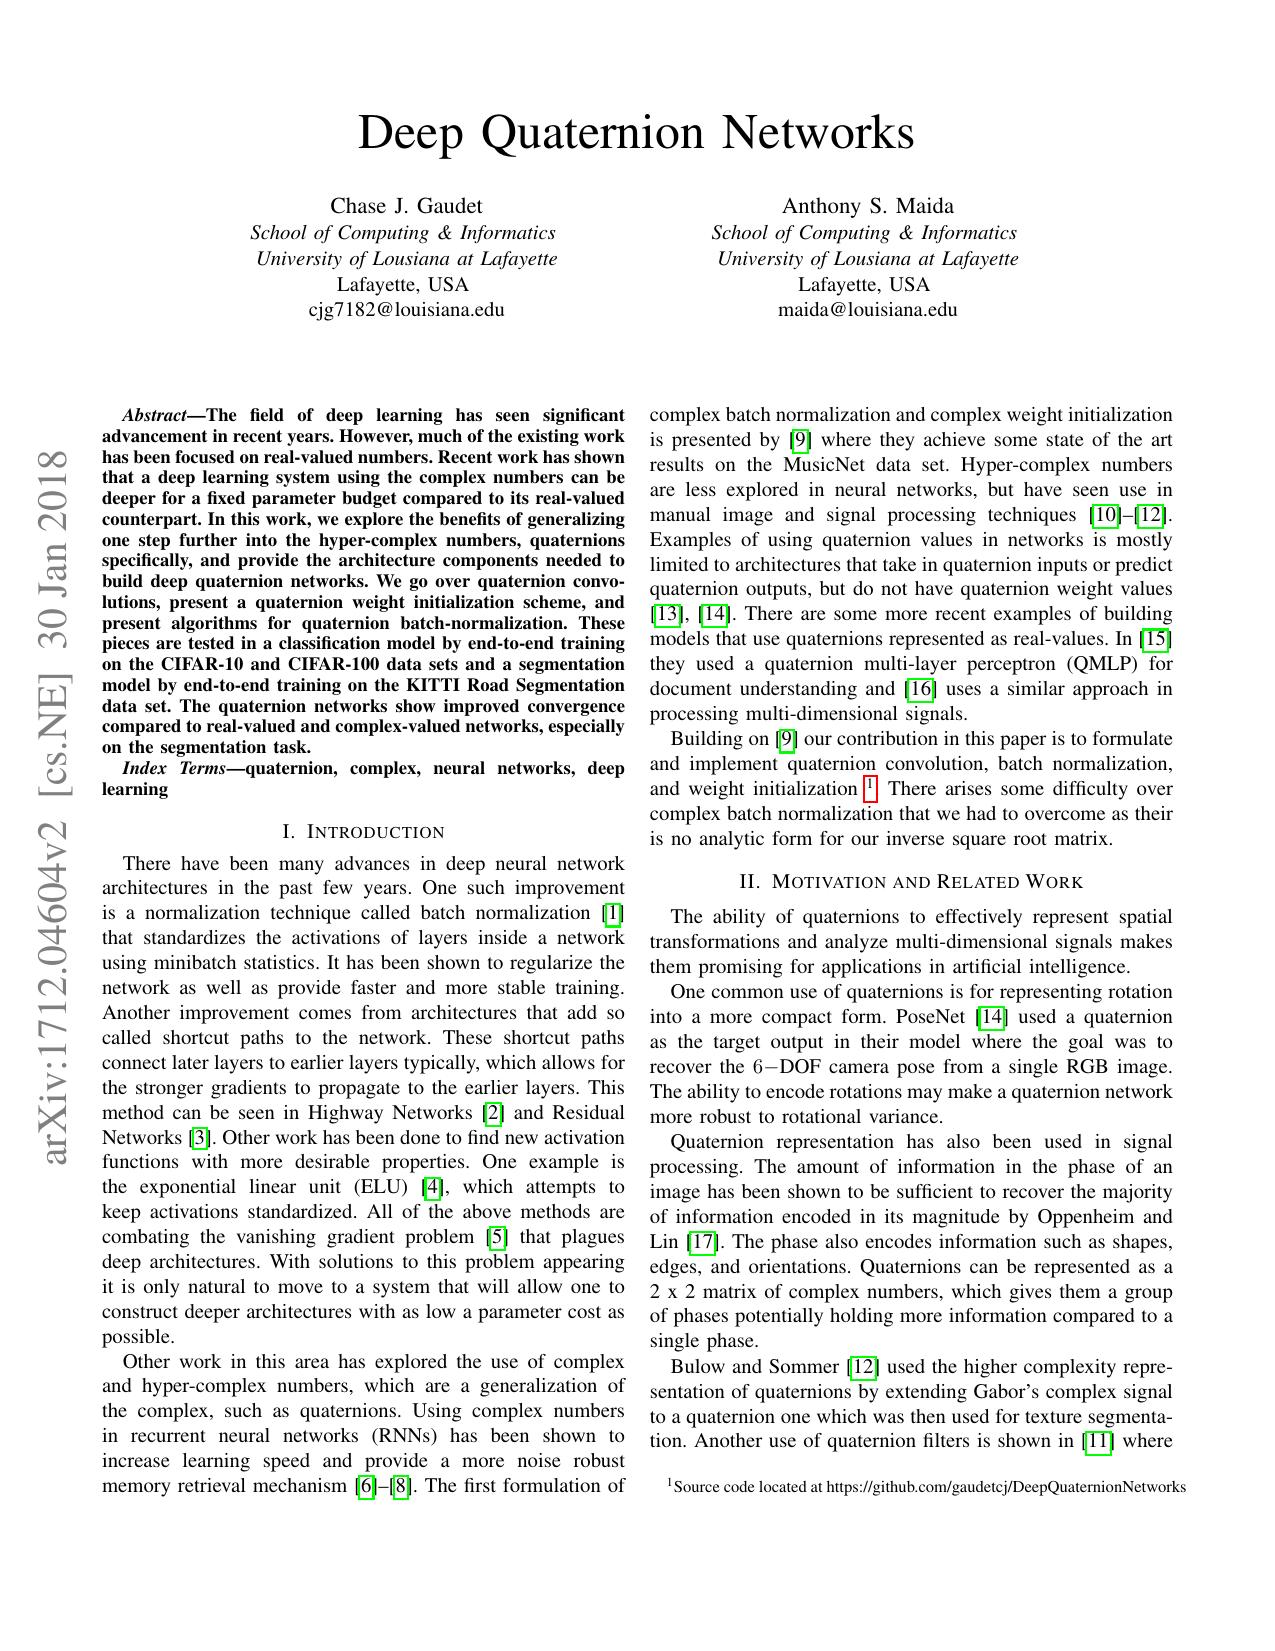 Deep Quaternion Networks
Chase J. Gaudet
School of Computing & Informatics
University of Lousiana at Lafayette
Lafayette, USA
cjg7182@louisiana.edu
Anthony S. Maida
School of Computing & Informatics
University of Lousiana at Lafayette
Lafayette, USA
maida@louisiana.edu
arXiv:1712.04604v2 [cs.NE] 30 Jan 2018
Abstract—The field of deep learning has seen significant
advancement in recent years. However, much of the existing work
has been focused on real-valued numbers. Recent work has shown
that a deep learning system using the complex numbers can be
deeper for a fixed parameter budget compared to its real-valued
counterpart. In this work, we explore the benefits of generalizing
one step further into the hyper-complex numbers, quaternions
specifically, and provide the architecture components needed to
build deep quaternion networks. We go over quaternion convo-
lutions, present a quaternion weight initialization scheme, and
present algorithms for quaternion batch-normalization. These
pieces are tested in a classification model by end-to-end training
on the CIFAR-10 and CIFAR-100 data sets and a segmentation
model by end-to-end training on the KITTI Road Segmentation
data set. The quaternion networks show improved convergence
compared to real-valued and complex-valued networks, especially
on the segmentation task.
Index Terms—quaternion, complex, neural networks, deep
learning
I. INTRODUCTION
There have been many advances in deep neural network
architectures in the past few years. One such improvement
is a normalization technique called batch normalization [1]
that standardizes the activations of layers inside a network
using minibatch statistics. It has been shown to regularize the
network as well as provide faster and more stable training.
Another improvement comes from architectures that add so
called shortcut paths to the network. These shortcut paths
connect later layers to earlier layers typically, which allows for
the stronger gradients to propagate to the earlier layers. This
method can be seen in Highway Networks [2] and Residual
Networks [3]. Other work has been done to find new activation
functions with more desirable properties. One example is
the exponential linear unit (ELU) [4], which attempts to
keep activations standardized. All of the above methods are
combating the vanishing gradient problem [5] that plagues
deep architectures. With solutions to this problem appearing
it is only natural to move to a system that will allow one to
construct deeper architectures with as low a parameter cost as
possible.
Other work in this area has explored the use of complex
and hyper-complex numbers, which are a generalization of
the complex, such as quaternions. Using complex numbers
in recurrent neural networks (RNNs) has been shown to
increase learning speed and provide a more noise robust
memory retrieval mechanism [6]–[8]. The first formulation of
complex batch normalization and complex weight initialization
is presented by [9] where they achieve some state of the art
results on the MusicNet data set. Hyper-complex numbers
are less explored in neural networks, but have seen use in
manual image and signal processing techniques [10]–[12].
Examples of using quaternion values in networks is mostly
limited to architectures that take in quaternion inputs or predict
quaternion outputs, but do not have quaternion weight values
[13], [14]. There are some more recent examples of building
models that use quaternions represented as real-values. In [15]
they used a quaternion multi-layer perceptron (QMLP) for
document understanding and [16] uses a similar approach in
processing multi-dimensional signals.
Building on [9] our contribution in this paper is to formulate
and implement quaternion convolution, batch normalization,
and weight initialization 1. There arises some difficulty over
complex batch normalization that we had to overcome as their
is no analytic form for our inverse square root matrix.
II. MOTIVATION AND RELATED WORK
The ability of quaternions to effectively represent spatial
transformations and analyze multi-dimensional signals makes
them promising for applications in artificial intelligence.
One common use of quaternions is for representing rotation
into a more compact form. PoseNet [14] used a quaternion
as the target output in their model where the goal was to
recover the 6−DOF camera pose from a single RGB image.
The ability to encode rotations may make a quaternion network
more robust to rotational variance.
Quaternion representation has also been used in signal
processing. The amount of information in the phase of an
image has been shown to be sufficient to recover the majority
of information encoded in its magnitude by Oppenheim and
Lin [17]. The phase also encodes information such as shapes,
edges, and orientations. Quaternions can be represented as a
2 x 2 matrix of complex numbers, which gives them a group
of phases potentially holding more information compared to a
single phase.
Bulow and Sommer [12] used the higher complexity repre-
sentation of quaternions by extending Gabor's complex signal
to a quaternion one which was then used for texture segmenta-
tion. Another use of quaternion filters is shown in [11] where
1Source code located at https://github.com/gaudetcj/DeepQuaternionNetworks